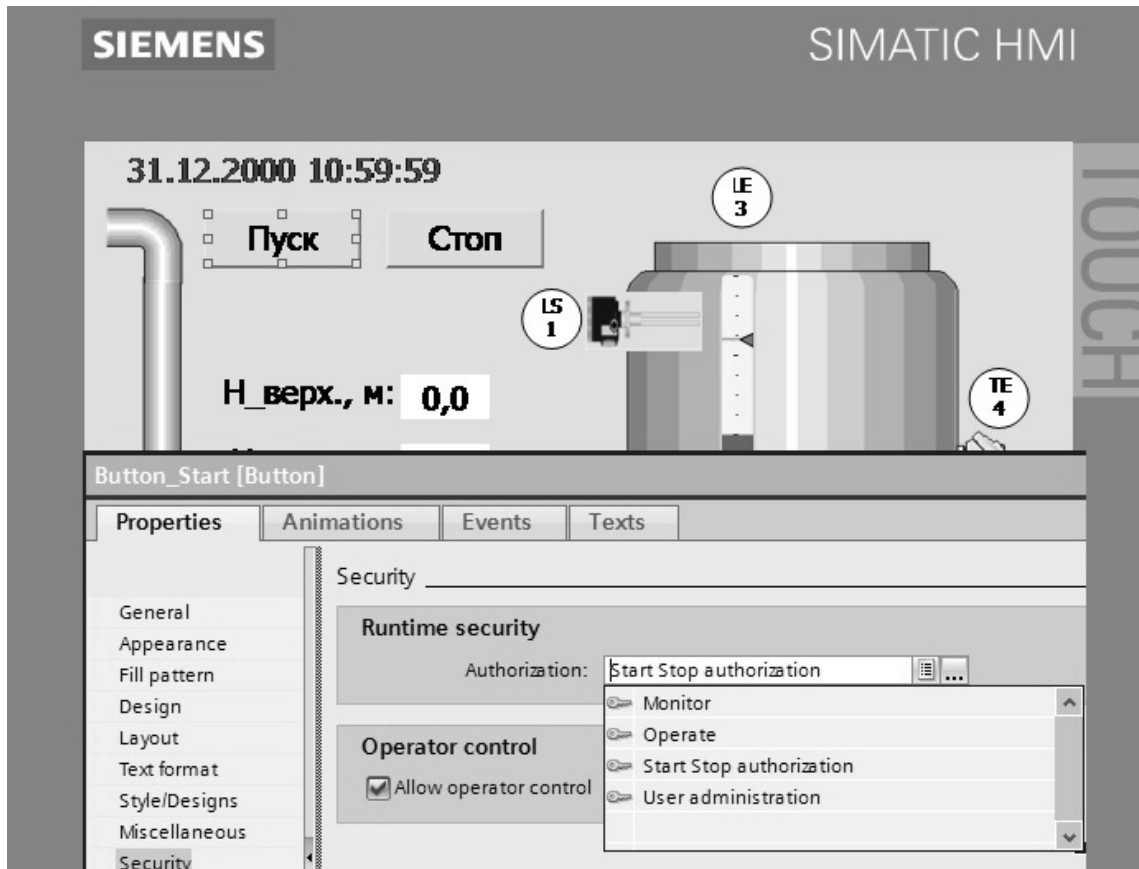 SIEMENS
SIMATIC HMI
TOUCH
31.12.2000 10:59:59
Пуск
Стоп
LE
3
LS
1
Н_верх., м: 0,0
TE
4
Button_Start [Button]
Properties
Animations
Events
Texts
General
Appearance
Fill pattern
Design
Layout
Text format
Style/Designs
Miscellaneous
Security
Security
Runtime security
Authorization: Start Stop authorization
...
Monitor
Operate
Start Stop authorization
User administration
Operator control
Allow operator control